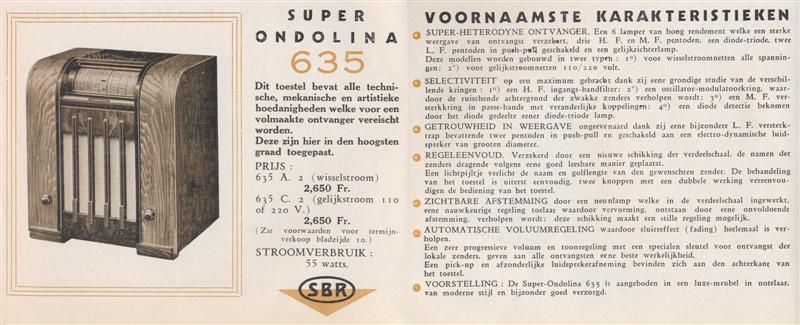 SUPER
ONDOLINA
635
Dit toestel bevat alle techni-
sche, mekanische en artistieke
hoedanigheden welke voor een
volmaakte ontvanger vereischt
worden.
Deze zijn hier in den hoogsten
graad toegepast.
PRIJS :
635 A. 2 (wisselstroom)
2,650 Fr.
635 C. 2 (gelijkstroom 110
of 220 V.)
2,650 Fr.
(Zie voorwaarden voor termijn-
verkoop bladzijde 10.)
STROOMVERBRUIK :
55 watts.
SBR
VOORNAAMSTE KARAKTERISTIEKEN
SUPER-HETERODYNE ONTVANGER. Een 6 lamper van hoog rendement welke een sterke
weergave van ontvangst verzekert, drie H. F. en M. F. pentoden, een diode-triode, twee
L. F. pentoden in push-pull geschakeld en een gelijkrichterlamp.
Deze modellen worden gebouwd in twee typen : 1°) voor wisselstroomnetten alle spannin-
gen: 2°) voor gelijkstroomnetten 110/220 volt.
SELECTIVITEIT op een maximum gebracht dank zij eene grondige studie van de verschil-
lende kringen : 1°) een H. F. ingangs-bandfilter: 2°) een oscillator-modulatoorkring, waar-
door de ruischende achtergrond der zwakke zenders verholpen wordt: 3°) een M. F. ver-
sterkkring in passe-bande met veranderlijke koppelingen: 4°) een diode detectie bekomen
door het diode gedeelte eener diode-triode lamp.
GETROUWHEID IN WEERGAVE ongeëvenaard dank zij eene bijzondere L. F. versterk-
trap bevattende twee pentoden in push-pull en geschakeld aan een electro-dynamische luid-
spreker van grooten diameter.
REGELEENVOUD. Verzekerd door een nieuwe schikking der verdeelschaal, de namen der
zenders dragende volgens eene goed leesbare manier geplaatst.
Een lichtpijltje verlicht de naam en golflengte van den gewenschten zender. De behandeling
van het toestel is uiterst eenvoudig, twee knoppen met een dubbele werking vereenvou-
digen de bediening van het toestel.
ZICHTBARE AFSTEMMING door een neonlamp welke in de verdeelschaal ingewerkt,
eene nauwkeurige regeling toelaat waardoor vervorming, ontstaan door eene onvoldoende
afstemming, verholpen wordt: deze schikking maakt een stille regeling mogelijk.
AUTOMATISCHE VOLUUMREGELING waardoor sluiereffect (fading) heelemaal is ver-
holpen.
Een zeer progressieve voluum en toonregeling met een specialen sleutel voor ontvangst der
lokale zenders, geven aan alle ontvangsten eene beste werkelijkheid.
Een pick-up en afzonderlijke luidsprekerafneming bevinden zich aan den achterkant van
het toestel.
VOORSTELLING : De Super-Ondolina 635 is aangeboden in een luxe-meubel in notelaar,
van moderne stijl en bijzonder goed verzorgd.